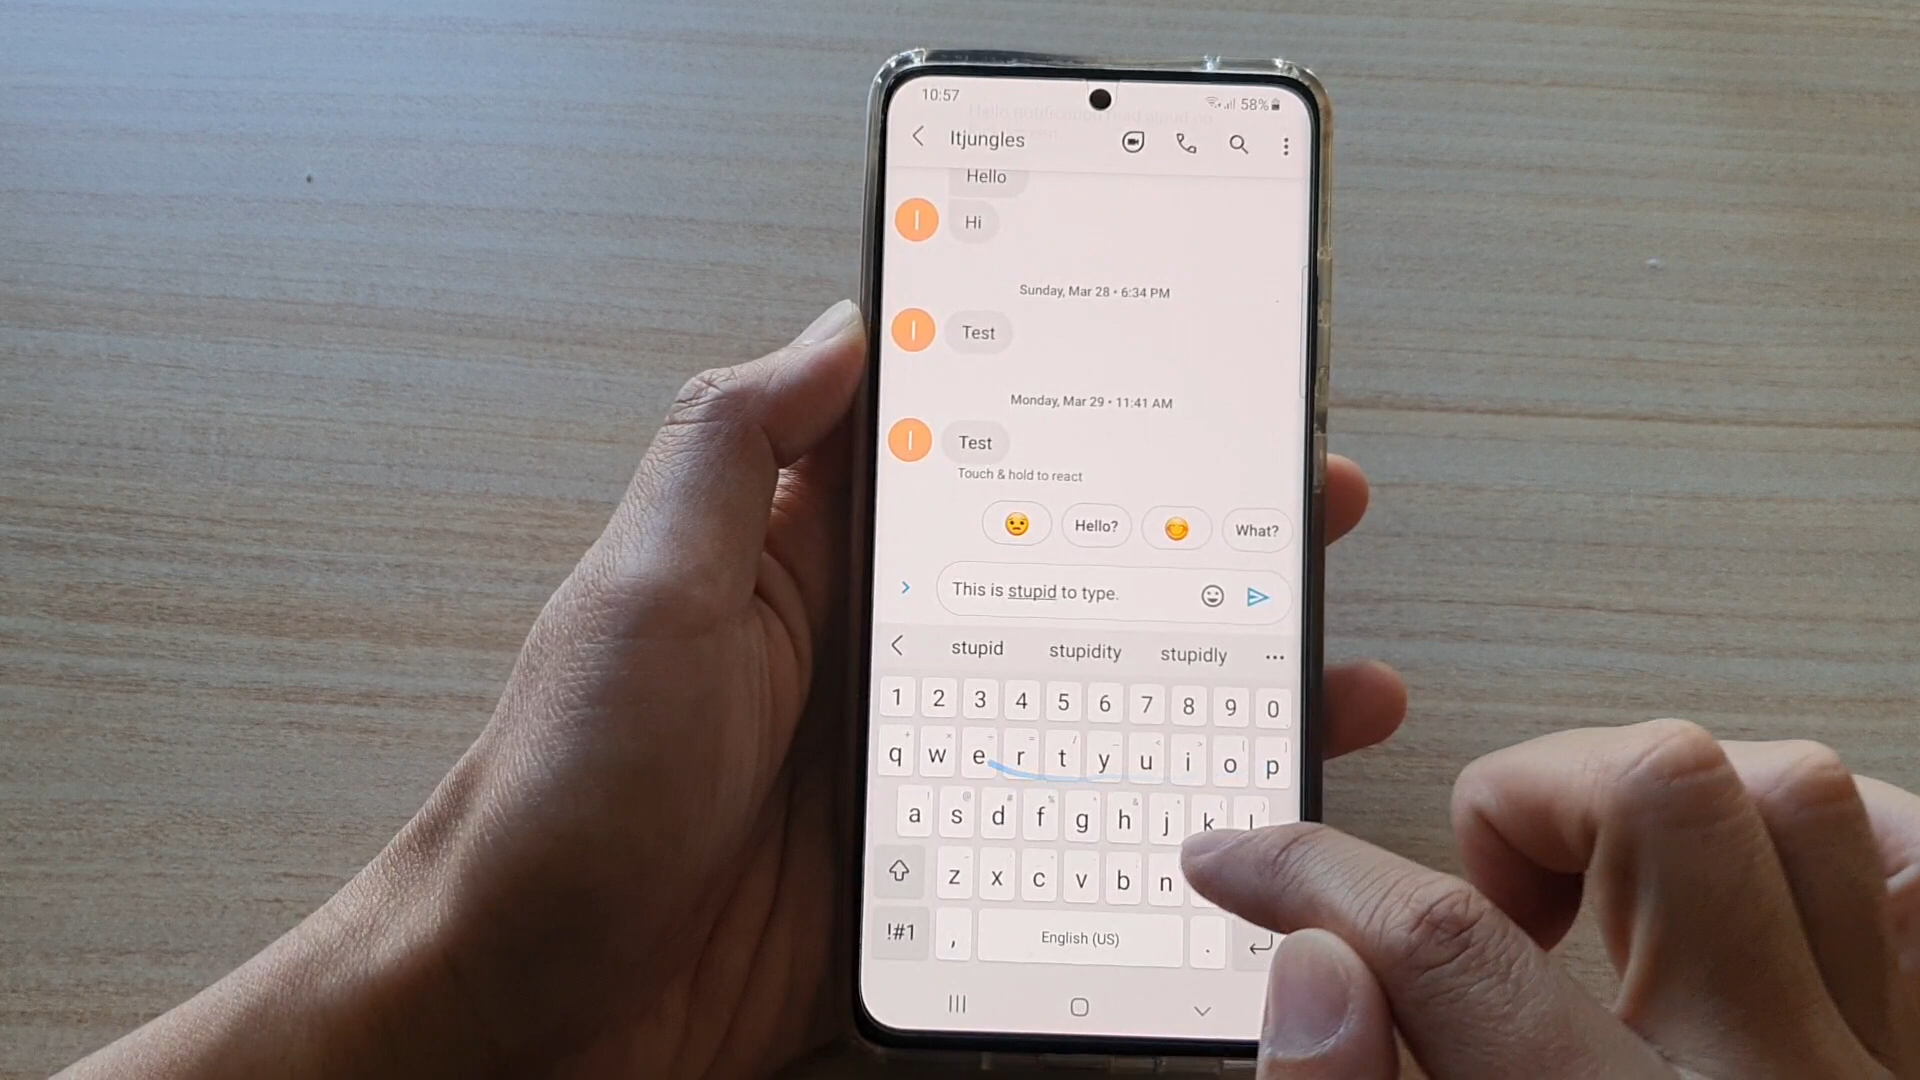 10:57
58%
Itjungles
Hello
I
Hi
Sunday, Mar 28 • 6:34 PM
I
Test
Monday, Mar 29 • 11:41 AM
I
Test
Touch & hold to react
Hello?
What?
This is stupid to type.
stupid stupidity stupidly
1 2 3 4 5 6 7 8 9 0
q w e r t y u i o p
a s d f g h j k l
z x c v b n
!#1 , English (US) .